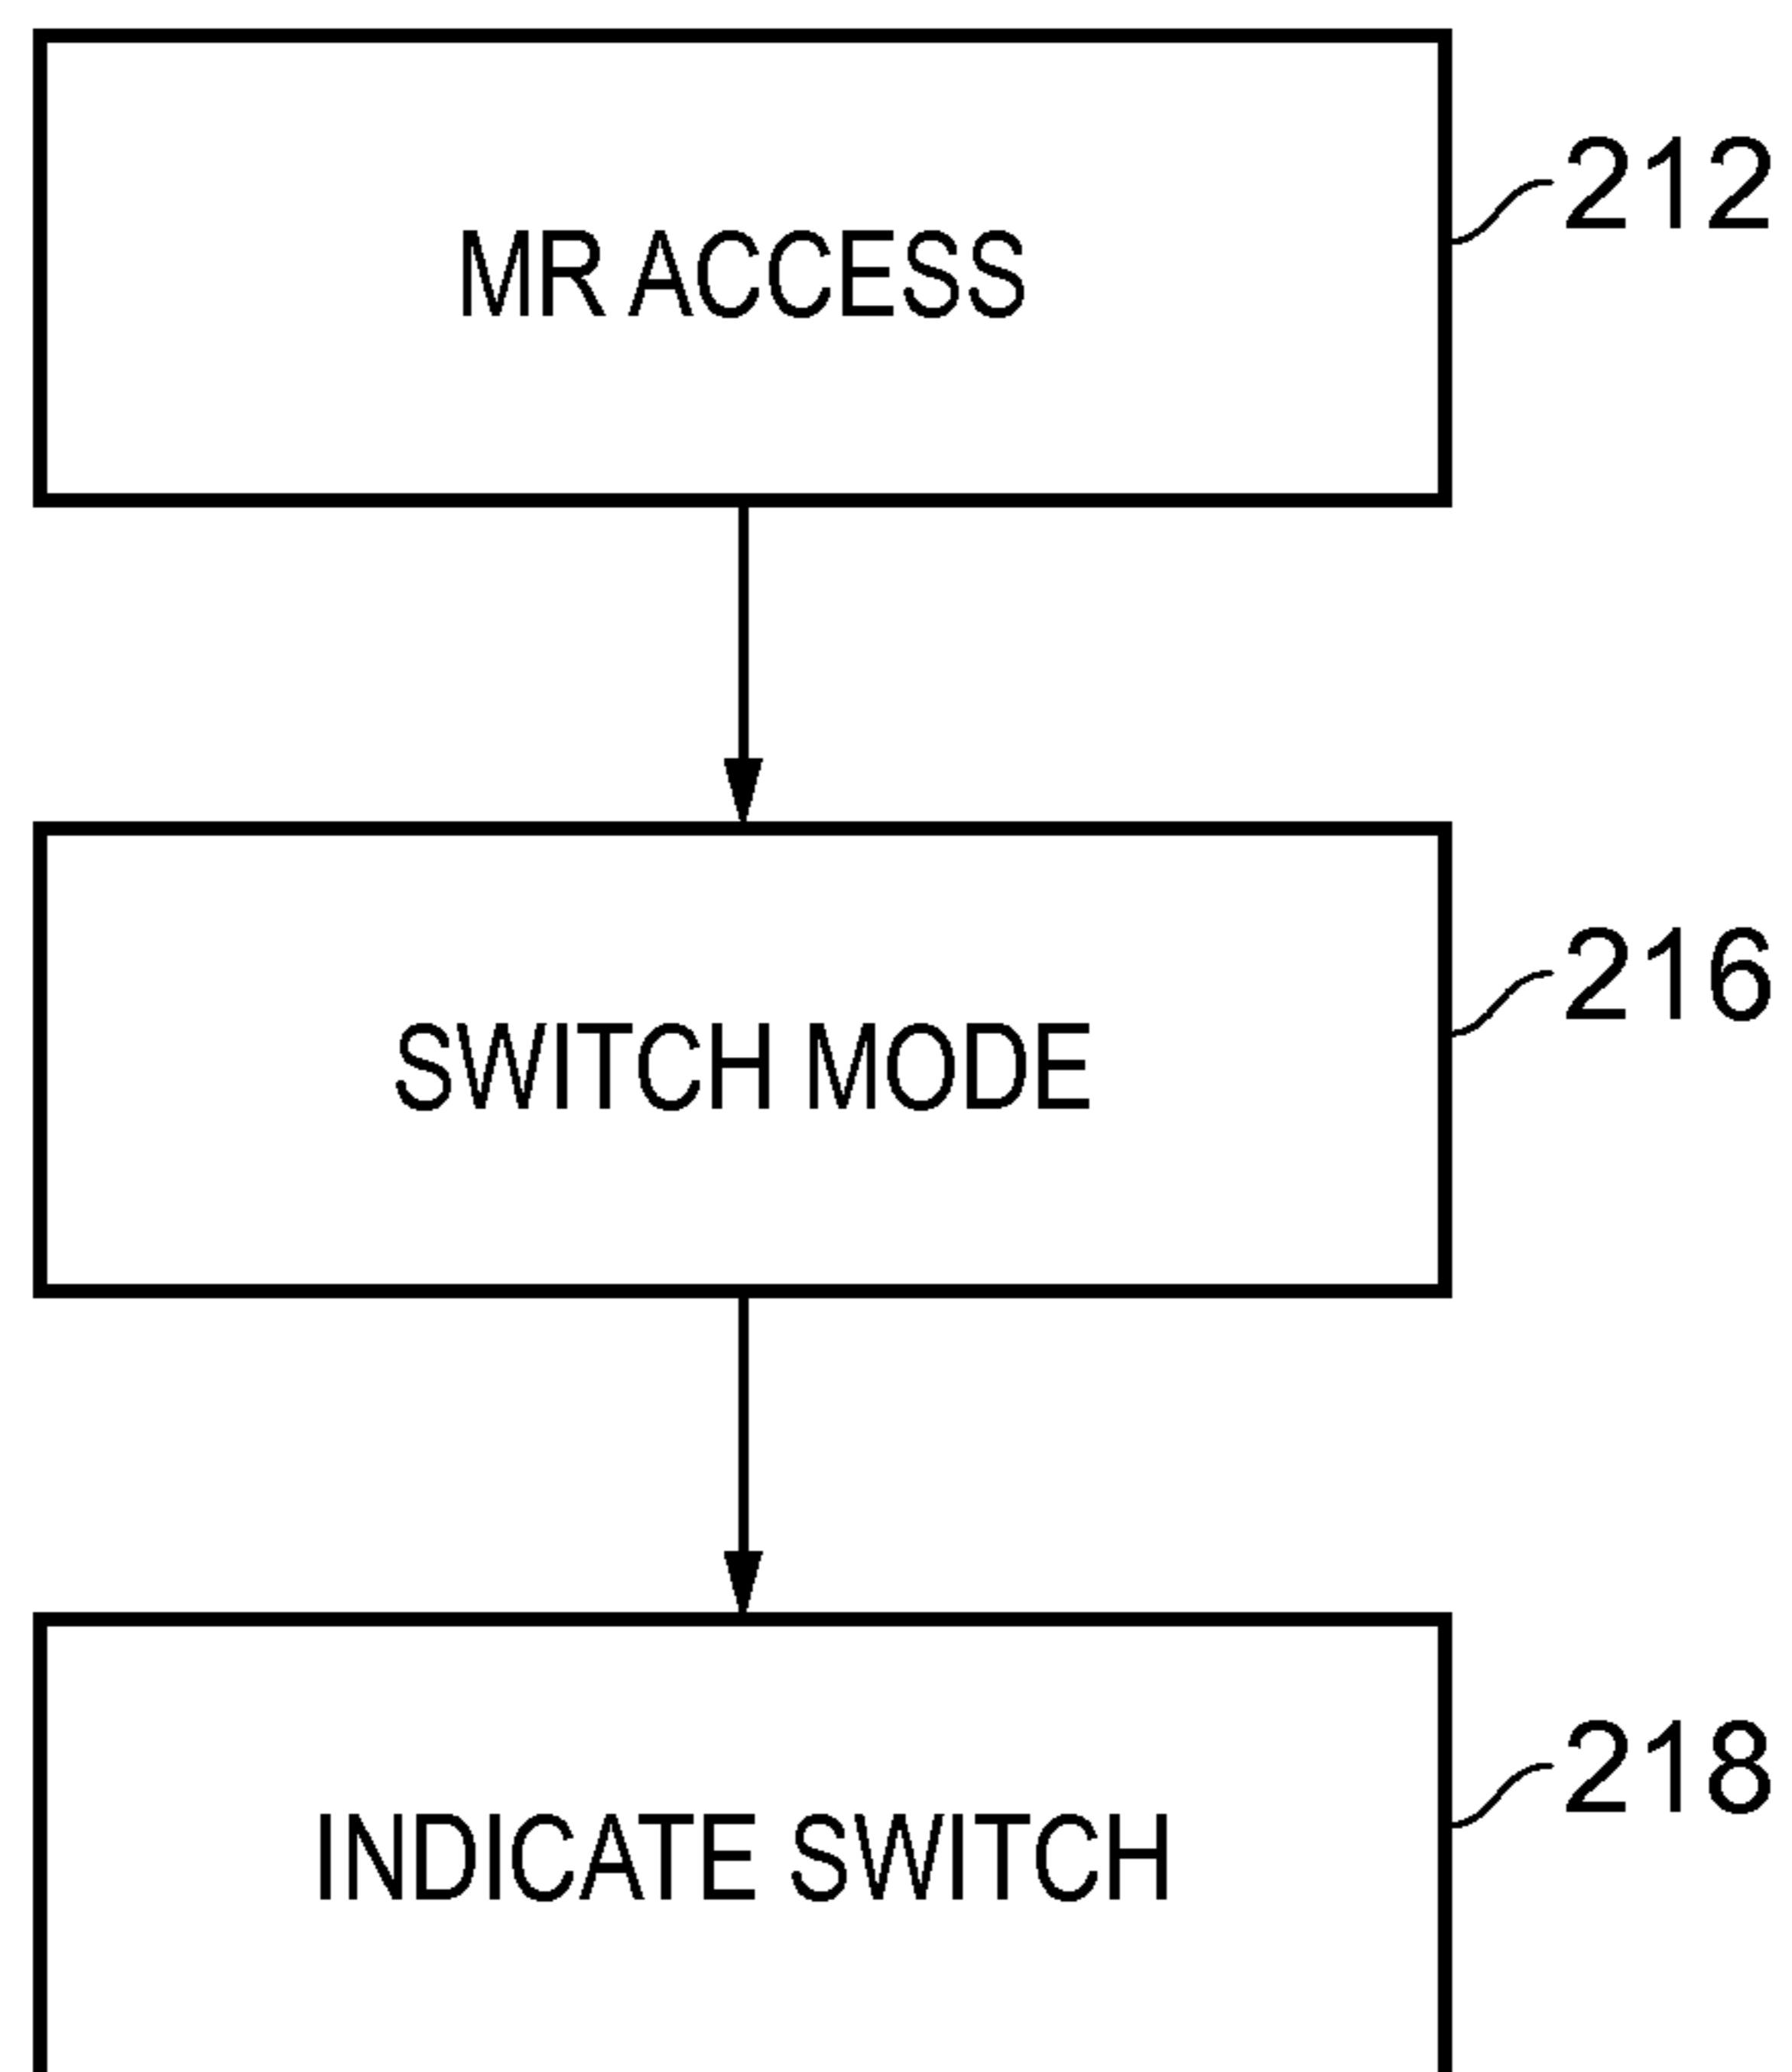 MR ACCESS
212
SWITCH MODE
216
INDICATE SWITCH
218